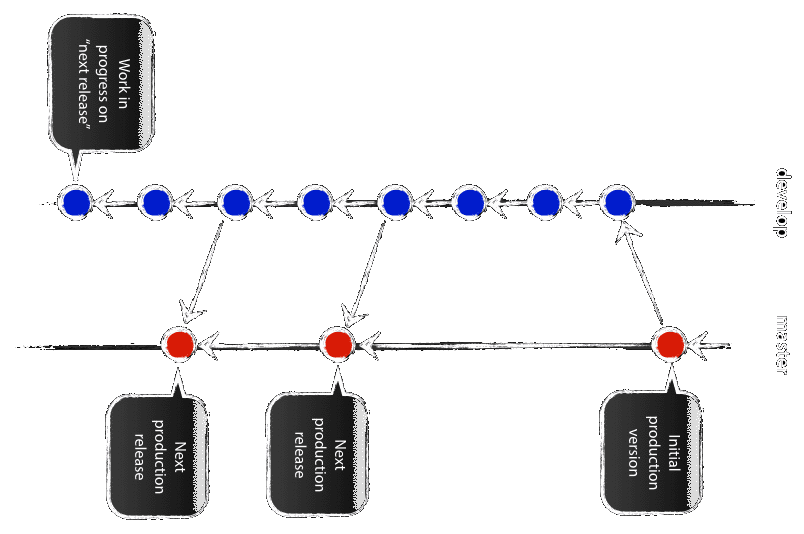 develop
master
Initial
production
version
Next
production
release
Next
production
release
Work in
progress on
“next release”